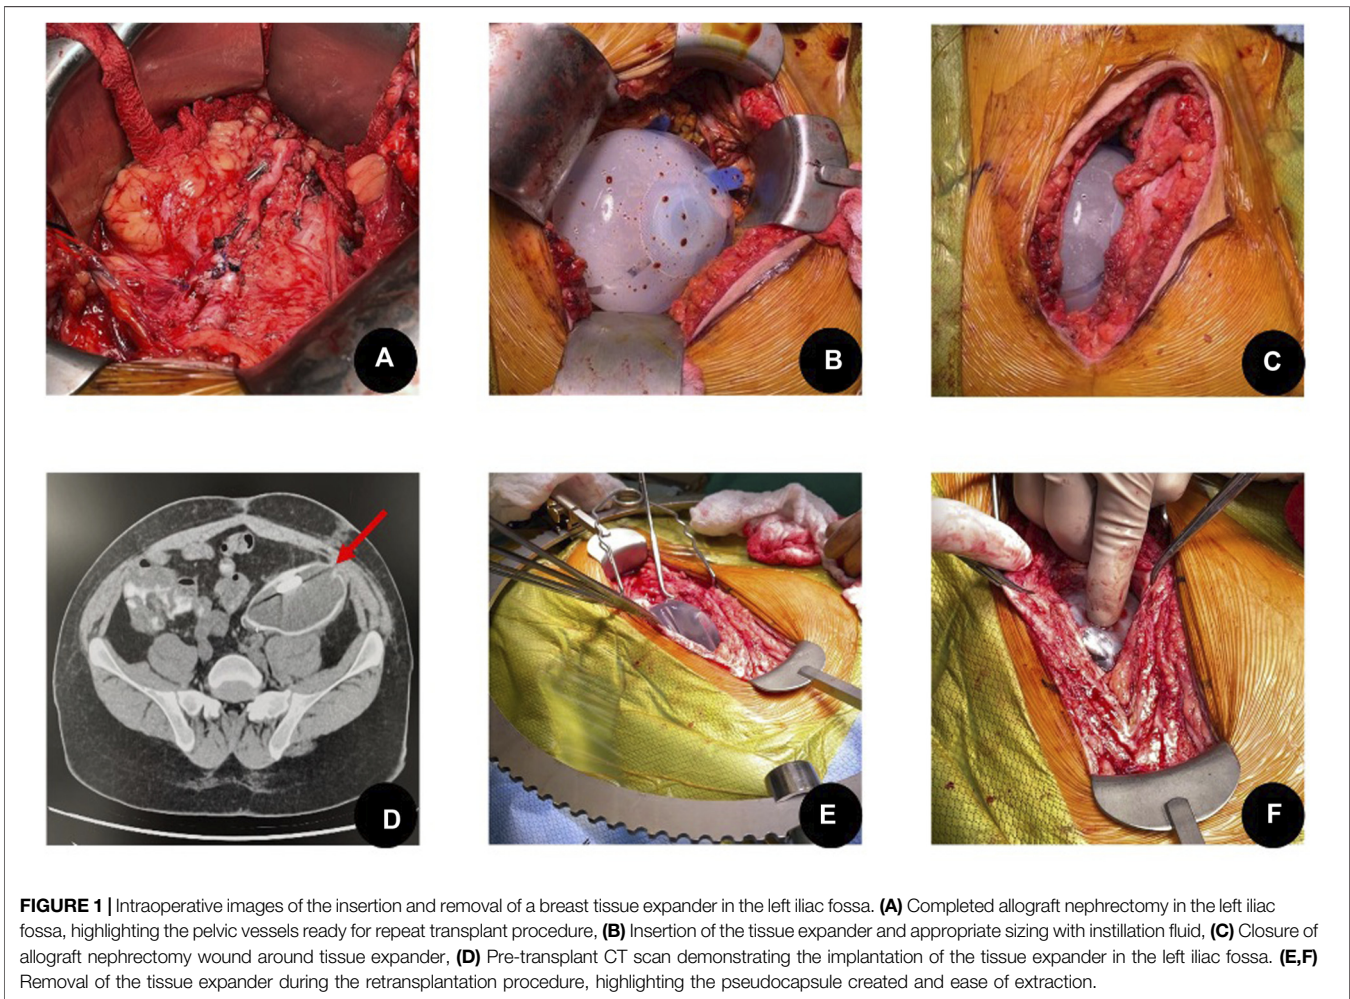 A
B
C
D
E
F
FIGURE 1 | Intraoperative images of the insertion and removal of a breast tissue expander in the left iliac fossa. (A) Completed allograft nephrectomy in the left iliac
fossa, highlighting the pelvic vessels ready for repeat transplant procedure, (B) Insertion of the tissue expander and appropriate sizing with instillation fluid, (C) Closure of
allograft nephrectomy wound around tissue expander, (D) Pre-transplant CT scan demonstrating the implantation of the tissue expander in the left iliac fossa. (E,F)
Removal of the tissue expander during the retransplantation procedure, highlighting the pseudocapsule created and ease of extraction.